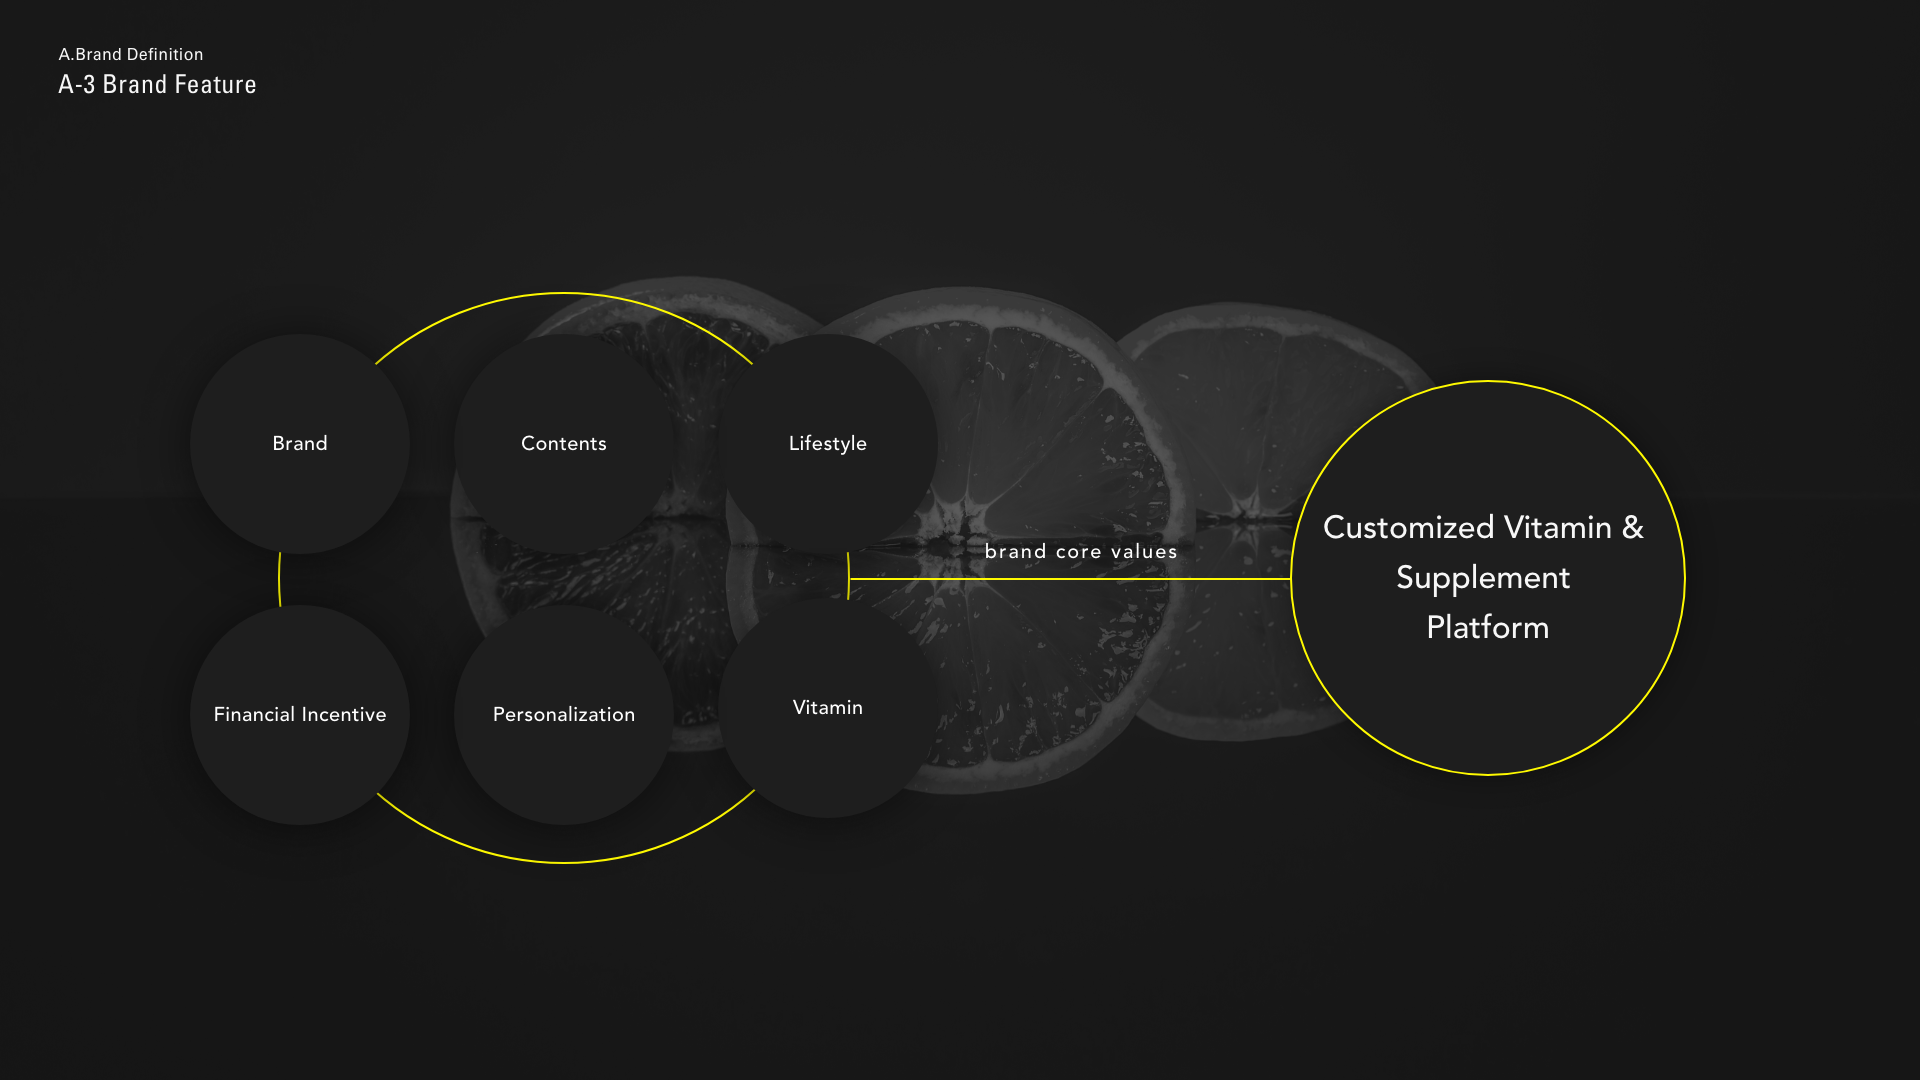 A.Brand Definition
A-3 Brand Feature
Brand
Contents
Lifestyle
brand core values
Customized Vitamin &
Supplement
Platform
Financial Incentive
Personalization
Vitamin